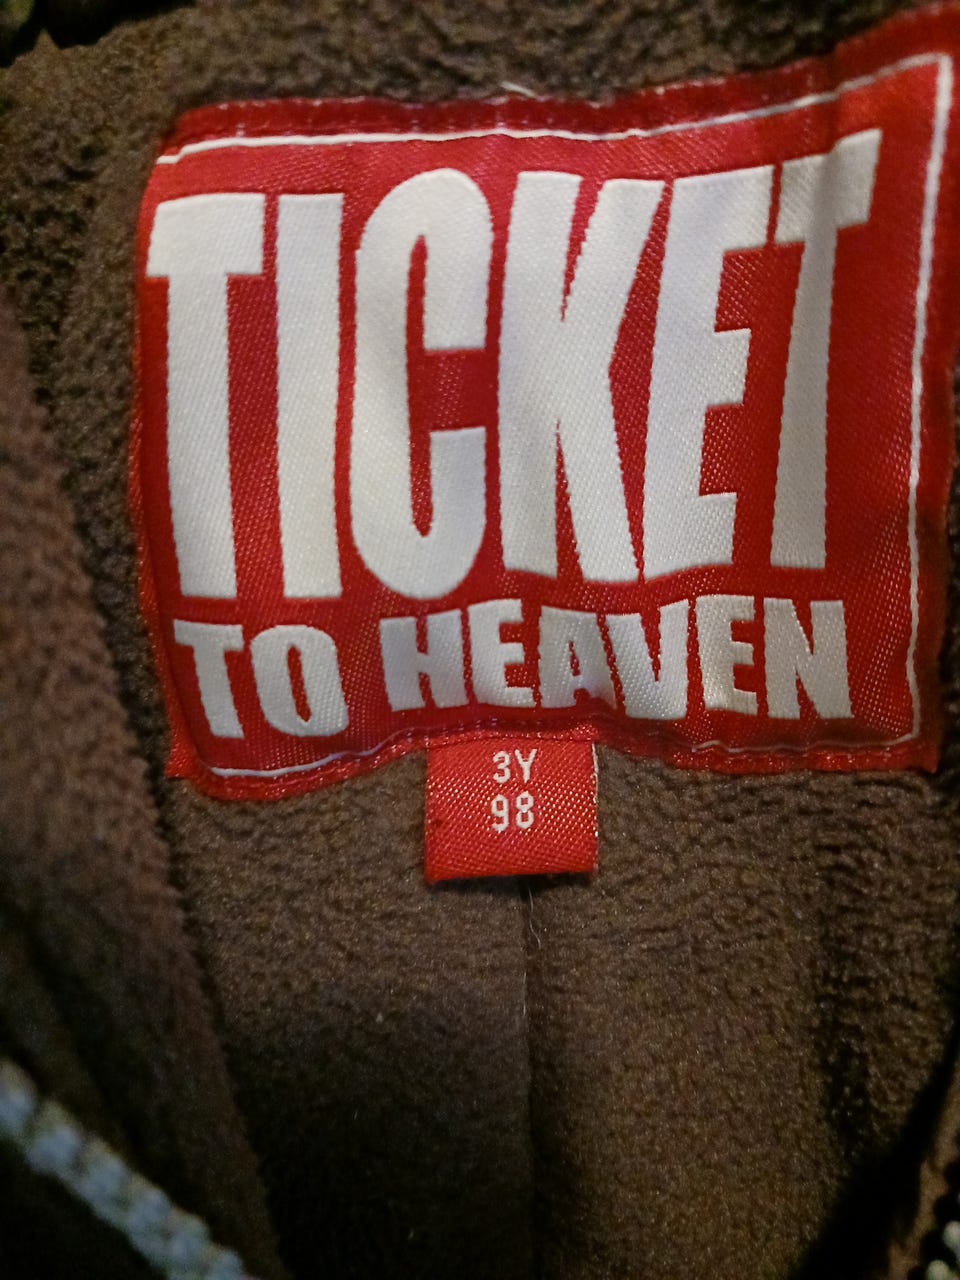 TICKET
TO HEAVEN
3Y
98